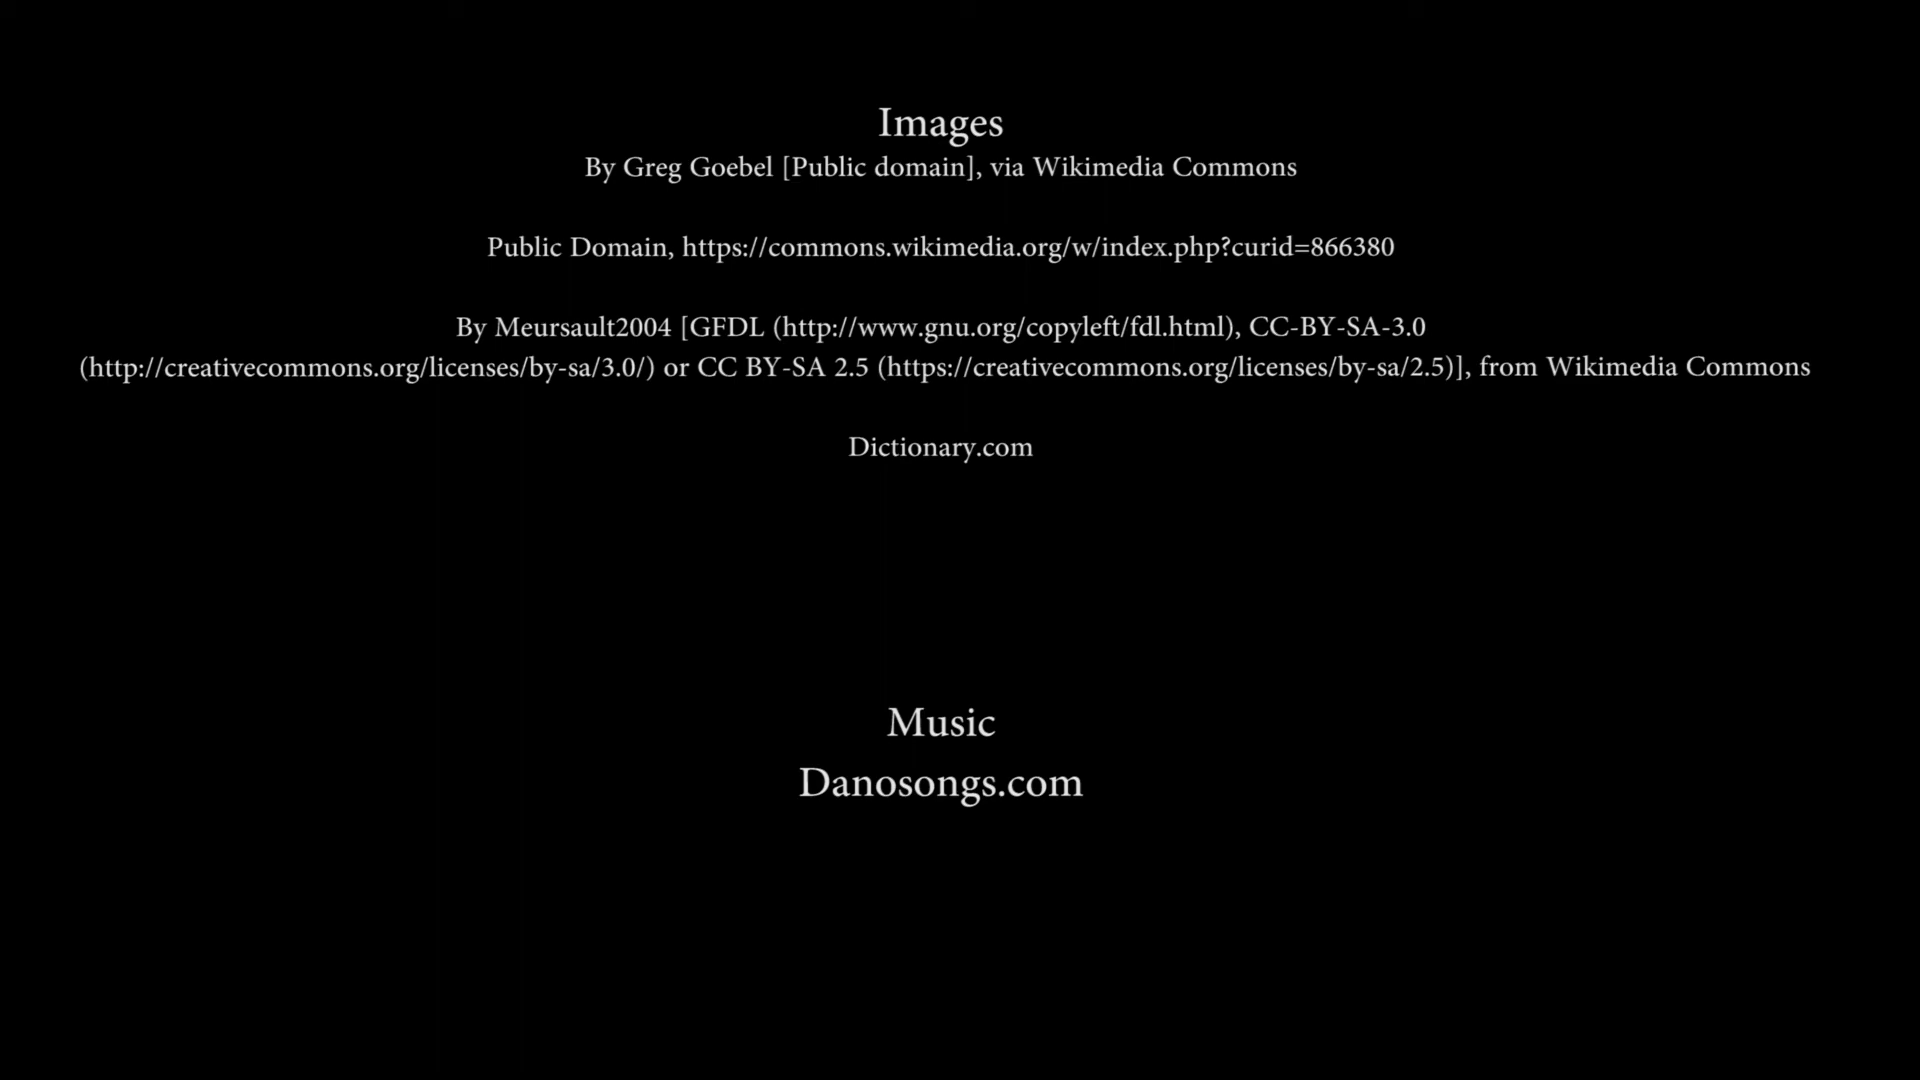 Images
By Greg Goebel [Public domain], via Wikimedia Commons
Public Domain, https://commons.wikimedia.org/w/index.php?curid=866380
By Meursault2004 [GFDL (http://www.gnu.org/copyleft/fdl.html), CC-BY-SA-3.0
(http://creativecommons.org/licenses/by-sa/3.0/) or CC BY-SA 2.5 (https://creativecommons.org/licenses/by-sa/2.5)], from Wikimedia Commons
Dictionary.com
Music
Danosongs.com